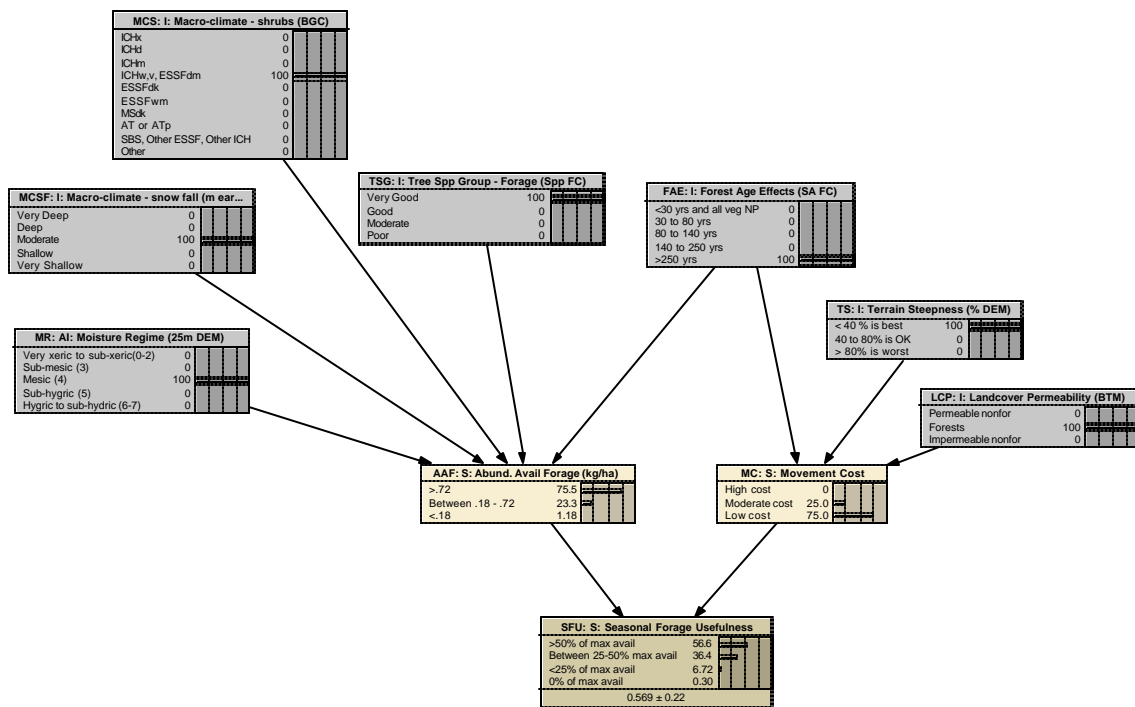 MCS: I: Macro-climate - shrubs (BGC)
ICHx 0
ICHd 0
ICHm 0
ICHw,v, ESSFdm 100
ESSFdk 0
ESSFwm 0
MSdk 0
AT or ATp 0
SBS, Other ESSF, Other ICH 0
Other 0
MCSF: I: Macro-climate - snow fall (m ear...
Very Deep 0
Deep 0
Moderate 100
Shallow 0
Very Shallow 0
TSG: I: Tree Spp Group - Forage (Spp FC)
Very Good 100
Good 0
Moderate 0
Poor 0
FAE: I: Forest Age Effects (SA FC)
<30 yrs and all veg NP 0
30 to 80 yrs 0
80 to 140 yrs 0
140 to 250 yrs 0
>250 yrs 100
MR: AI: Moisture Regime (25m DEM)
Very xeric to sub-xeric(0-2) 0
Sub-mesic (3) 0
Mesic (4) 100
Sub-hygric (5) 0
Hygric to sub-hydric (6-7) 0
TS: I: Terrain Steepness (% DEM)
< 40 % is best 100
40 to 80% is OK 0
> 80% is worst 0
LCP: I: Landcover Permeability (BTM)
Permeable nonfor 0
Forests 100
Impermeable nonfor 0
AAF: S: Abund. Avail Forage (kg/ha)
>.72 75.5
Between .18 - .72 23.3
<.18 1.18
MC: S: Movement Cost
High cost 0
Moderate cost 25.0
Low cost 75.0
SFU: S: Seasonal Forage Usefulness
>50% of max avail 56.6
Between 25-50% max avail 36.4
<25% of max avail 6.72
0% of max avail 0.30
0.569 ± 0.22